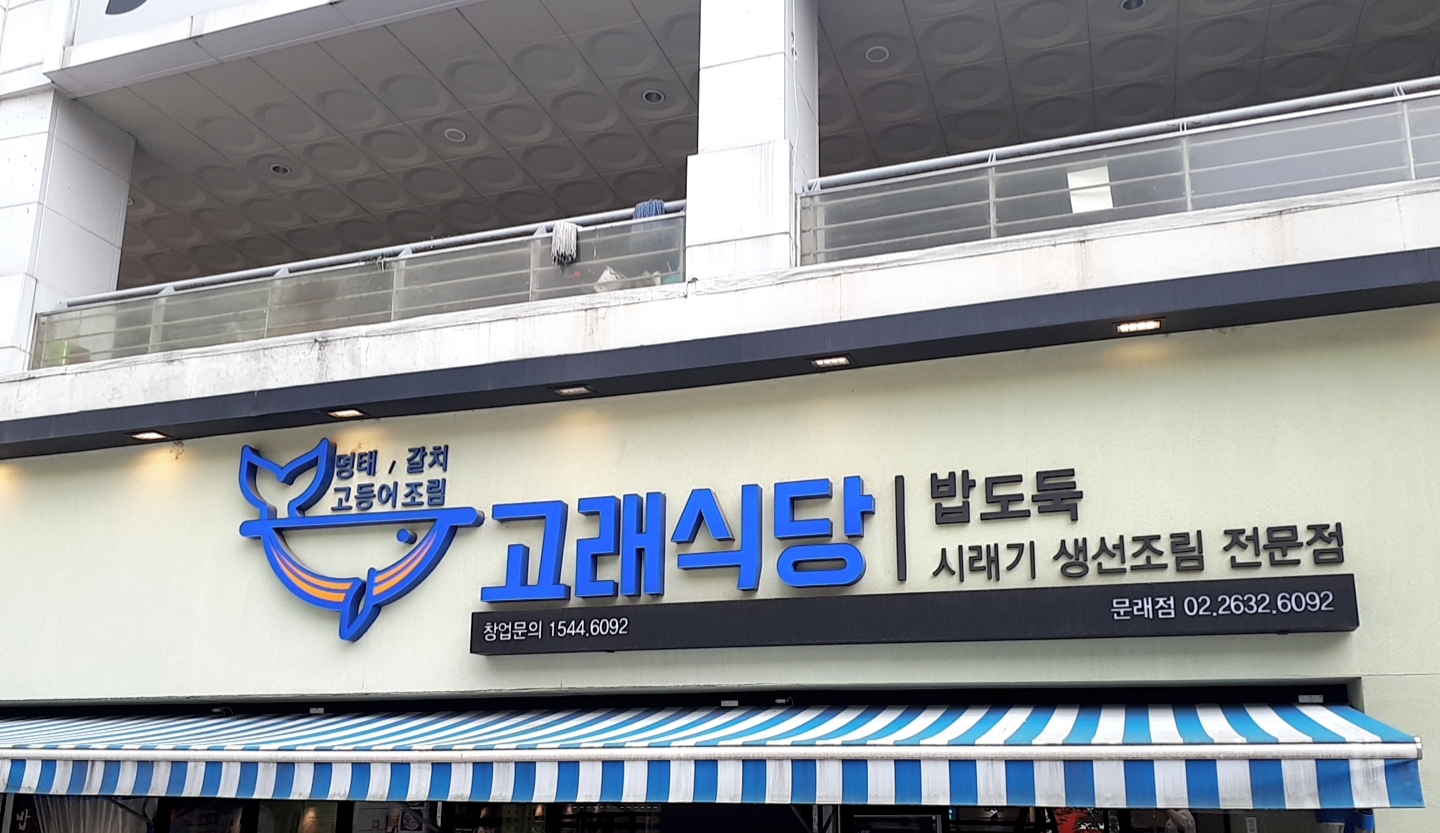 명태, 갈치
고등어조림
고래식당
밥도둑
시래기 생선조림 전문점
창업문의 1544.6092
문래점 02.2632.6092
밥